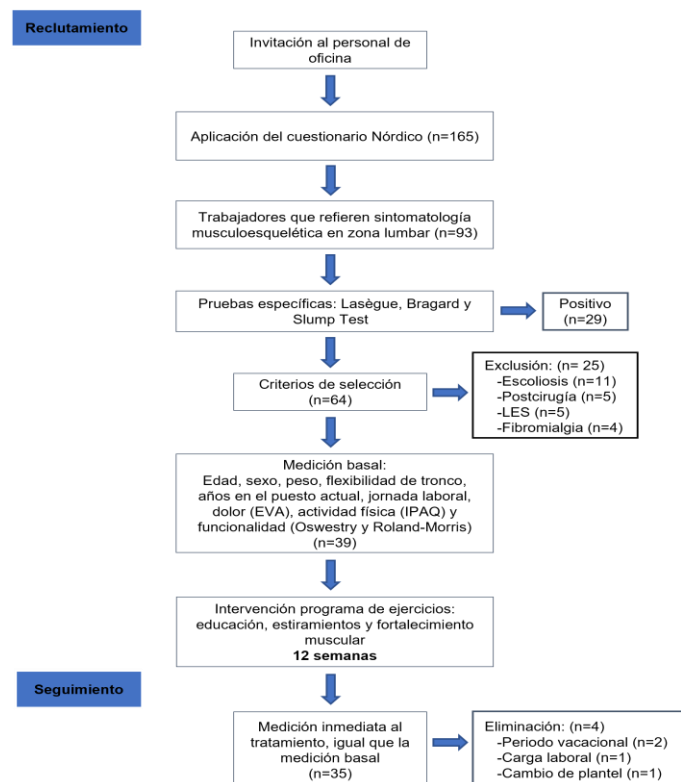 Reclutamiento
Invitación al personal de
oficina
Aplicación del cuestionario Nórdico (n=165)
Trabajadores que refieren sintomatología
musculoesquelética en zona lumbar (n=93)
Pruebas específicas: Lasègue, Bragard y
Slump Test
Positivo
(n=29)
Criterios de selección
(n=64)
Exclusión: (n= 25)
-Escoliosis (n=11)
-Postcirugía (n=5)
-LES (n=5)
-Fibromialgia (n=4)
Medición basal:
Edad, sexo, peso, flexibilidad de tronco,
años en el puesto actual, jornada laboral,
dolor (EVA), actividad física (IPAQ) y
funcionalidad (Oswestry y Roland-Morris)
(n=39)
Intervención programa de ejercicios:
educación, estiramientos y fortalecimiento
muscular
12 semanas
Seguimiento
Medición inmediata al
tratamiento, igual que la
medición basal
(n=35)
Eliminación: (n=4)
-Periodo vacacional (n=2)
-Carga laboral (n=1)
-Cambio de plantel (n=1)